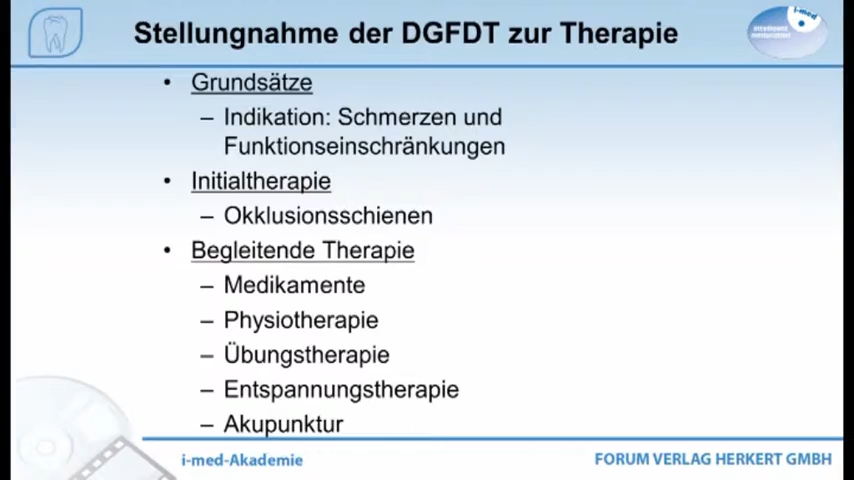 Stellungnahme der DGFDT zur Therapie
i-med
• Grundsätze
– Indikation: Schmerzen und
Funktionseinschränkungen
• Initialtherapie
– Okklusionsschienen
• Begleitende Therapie
– Medikamente
– Physiotherapie
– Übungstherapie
– Entspannungstherapie
– Akupunktur
i-med-Akademie
FORUM VERLAG HERKERT GMBH